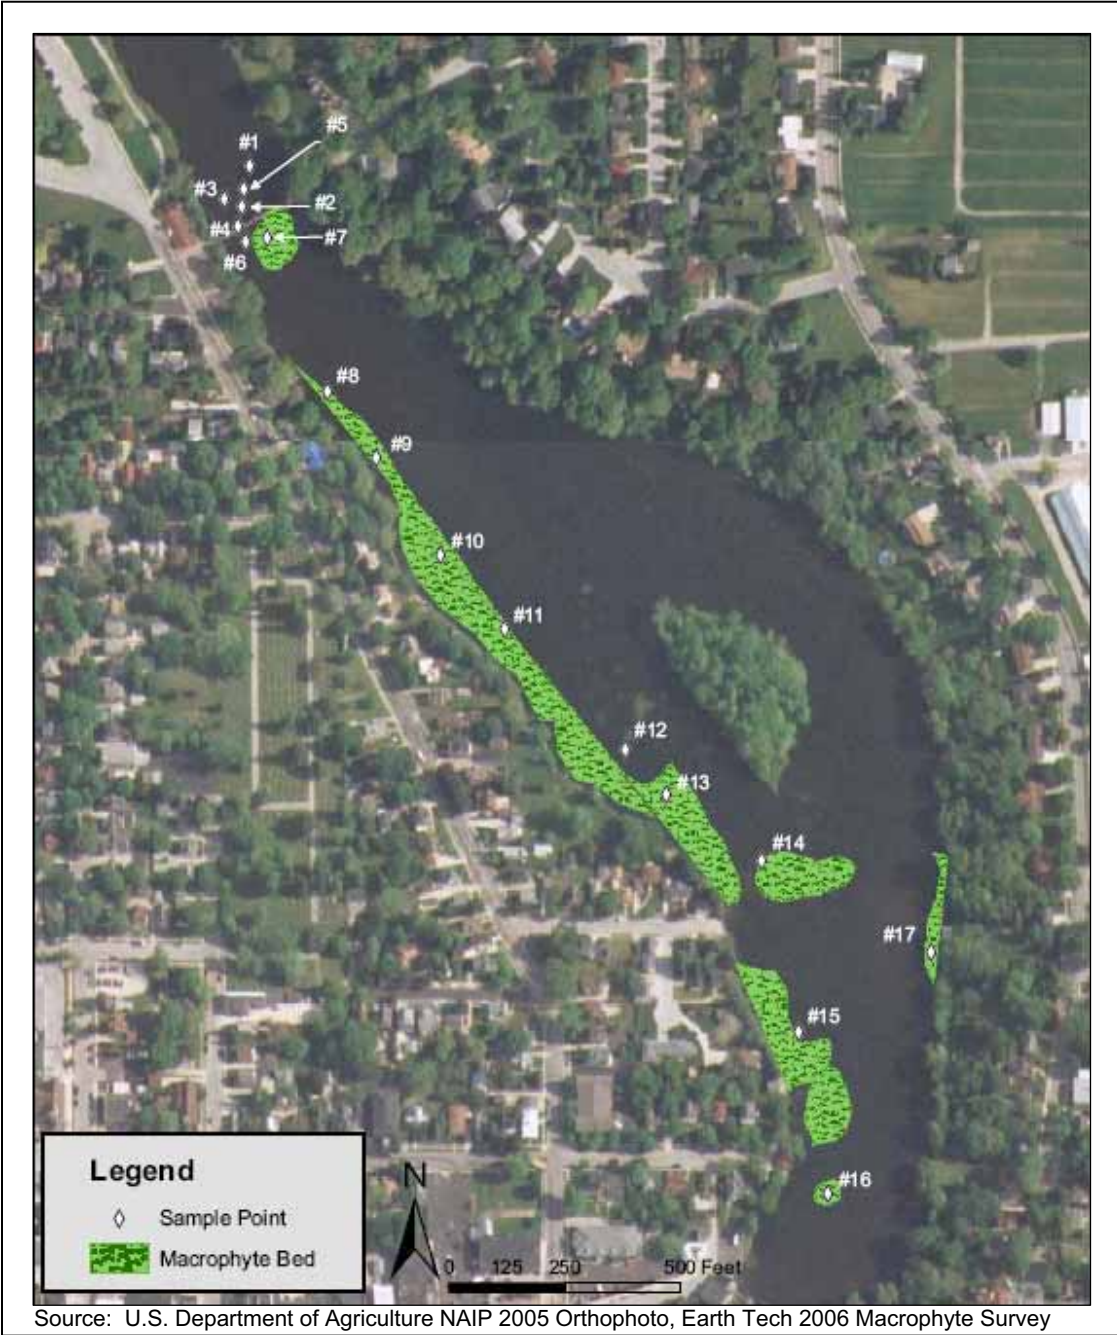 #1
#5
#3
#2
#4
#7
#6
#8
#9
#10
#11
#12
#13
#14
#17
#15
#16
Legend
Sample Point
Macrophyte Bed
N
0 125 250 500 Feet
Source: U.S. Department of Agriculture NAIP 2005 Orthophoto, Earth Tech 2006 Macrophyte Survey